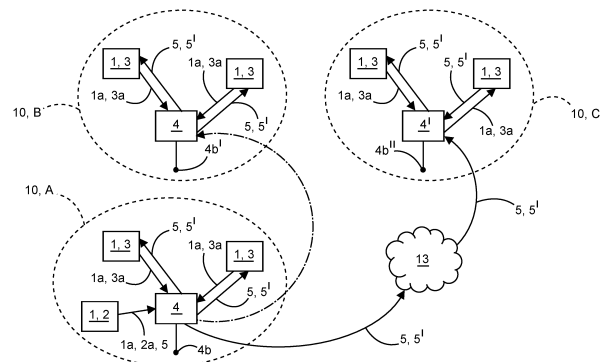 5, 5ᴵ
1a, 3a
1, 3
1, 3
1a, 3a
4
5, 5ᴵ
4bᴵ
10, B
5, 5ᴵ
5, 5ᴵ
1, 3
1, 3
1a, 3a
1a, 3a
4ᴵ
4bᴵᴵ
10, C
10, A
5, 5ᴵ
1a, 3a
1, 3
1, 3
1a, 3a
5, 5ᴵ
4
1, 2
1a, 2a, 5
4b
13
5, 5ᴵ
5, 5ᴵ